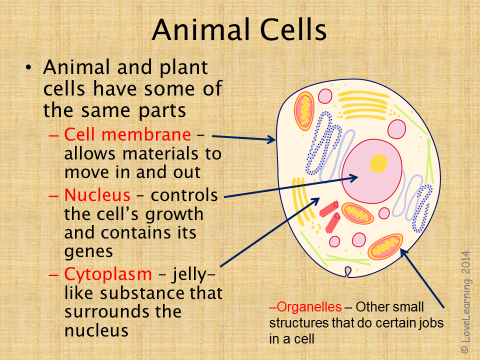 Animal Cells
• Animal and plant
cells have some of
the same parts
– Cell membrane –
allows materials to
move in and out
– Nucleus – controls
the cell's growth
and contains its
genes
– Cytoplasm – jelly-
like substance that
surrounds the
nucleus
–Organelles – Other small
structures that do certain jobs
in a cell
© LoveLearning 2014